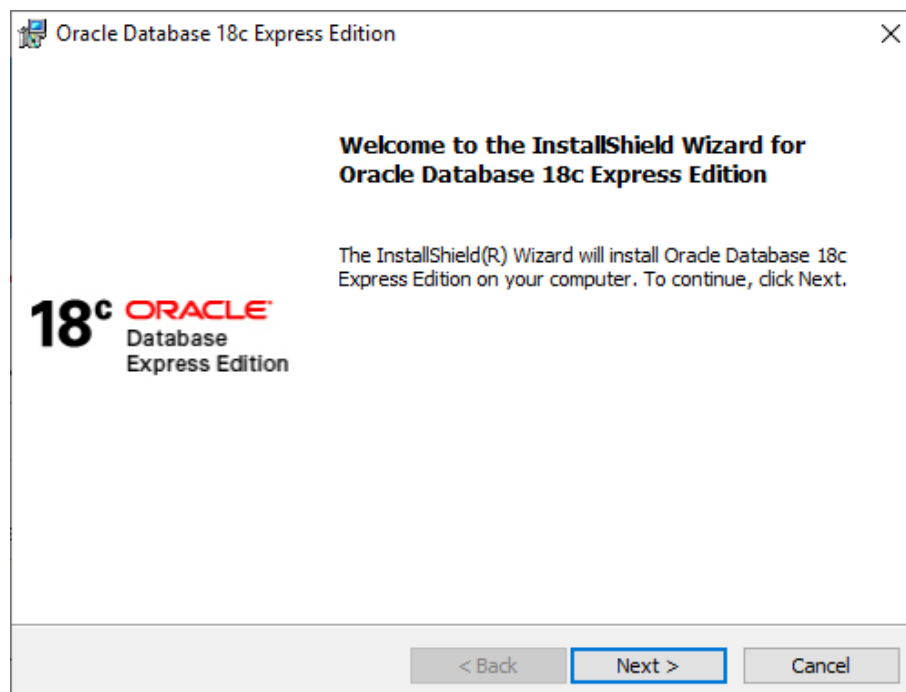 Oracle Database 18c Express Edition
Welcome to the InstallShield Wizard for
Oracle Database 18c Express Edition
The InstallShield(R) Wizard will install Oracle Database 18c
Express Edition on your computer. To continue, click Next.
18c ORACLE
Database
Express Edition
< Back Next > Cancel